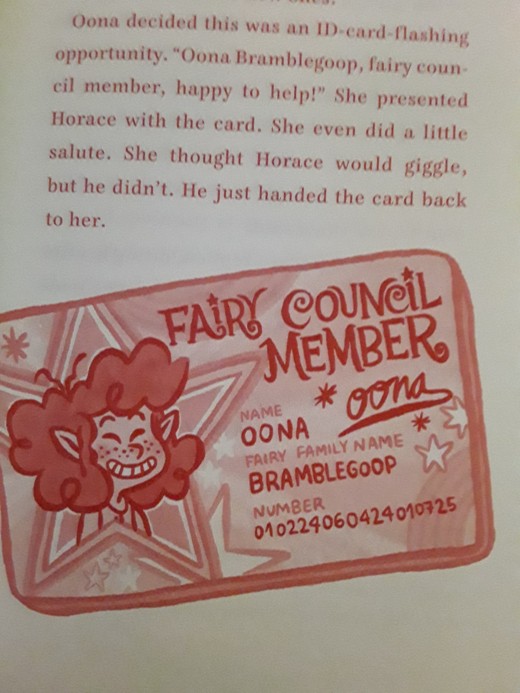 Oona decided this was an ID-card-flashing
opportunity. “Oona Bramblegoop, fairy coun-
cil member, happy to help!” She presented
Horace with the card. She even did a little
salute. She thought Horace would giggle,
but he didn’t. He just handed the card back
to her.
FAIRY COUNCIL
MEMBER
oona
NAME
OONA
FAIRY FAMILY NAME
BRAMBLEGOOP
NUMBER
010224060424010725